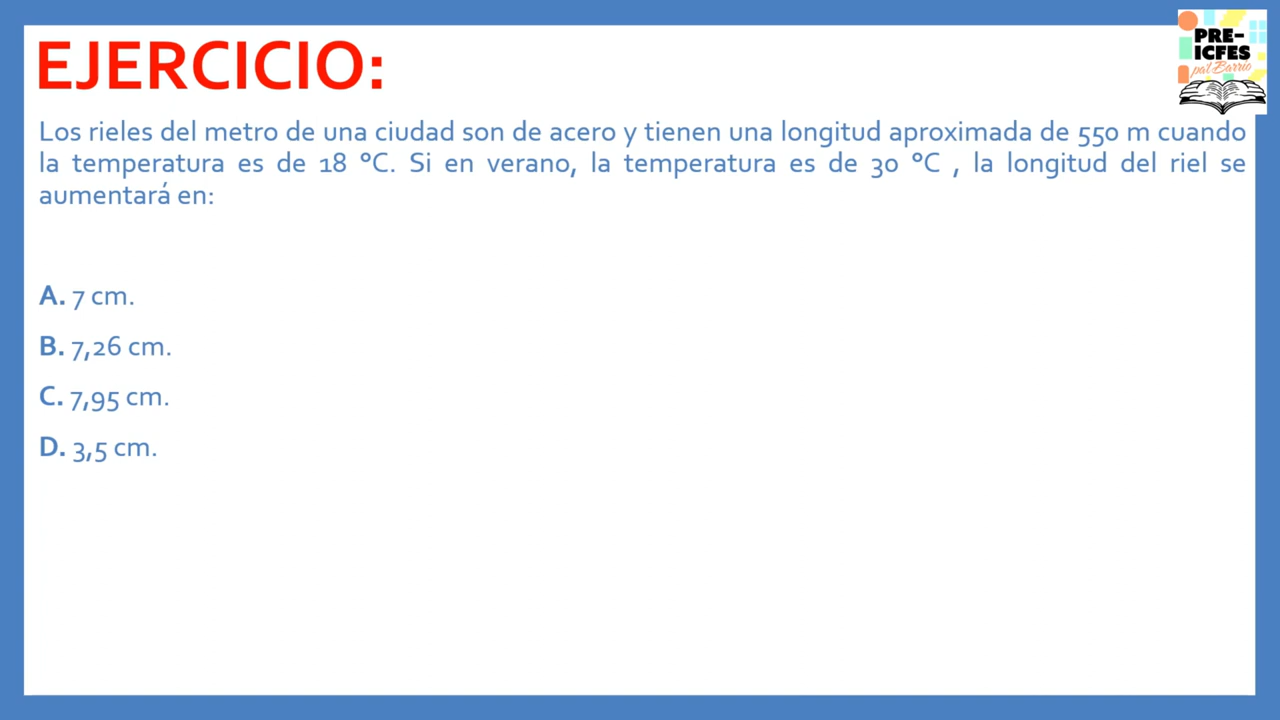 EJERCICIO:
PRE-
ICFES
pa'l Barrio
Los rieles del metro de una ciudad son de acero y tienen una longitud aproximada de 550 m cuando
la temperatura es de 18 °C. Si en verano, la temperatura es de 30 °C , la longitud del riel se
aumentará en:
A. 7 cm.
B. 7,26 cm.
C. 7,95 cm.
D. 3,5 cm.